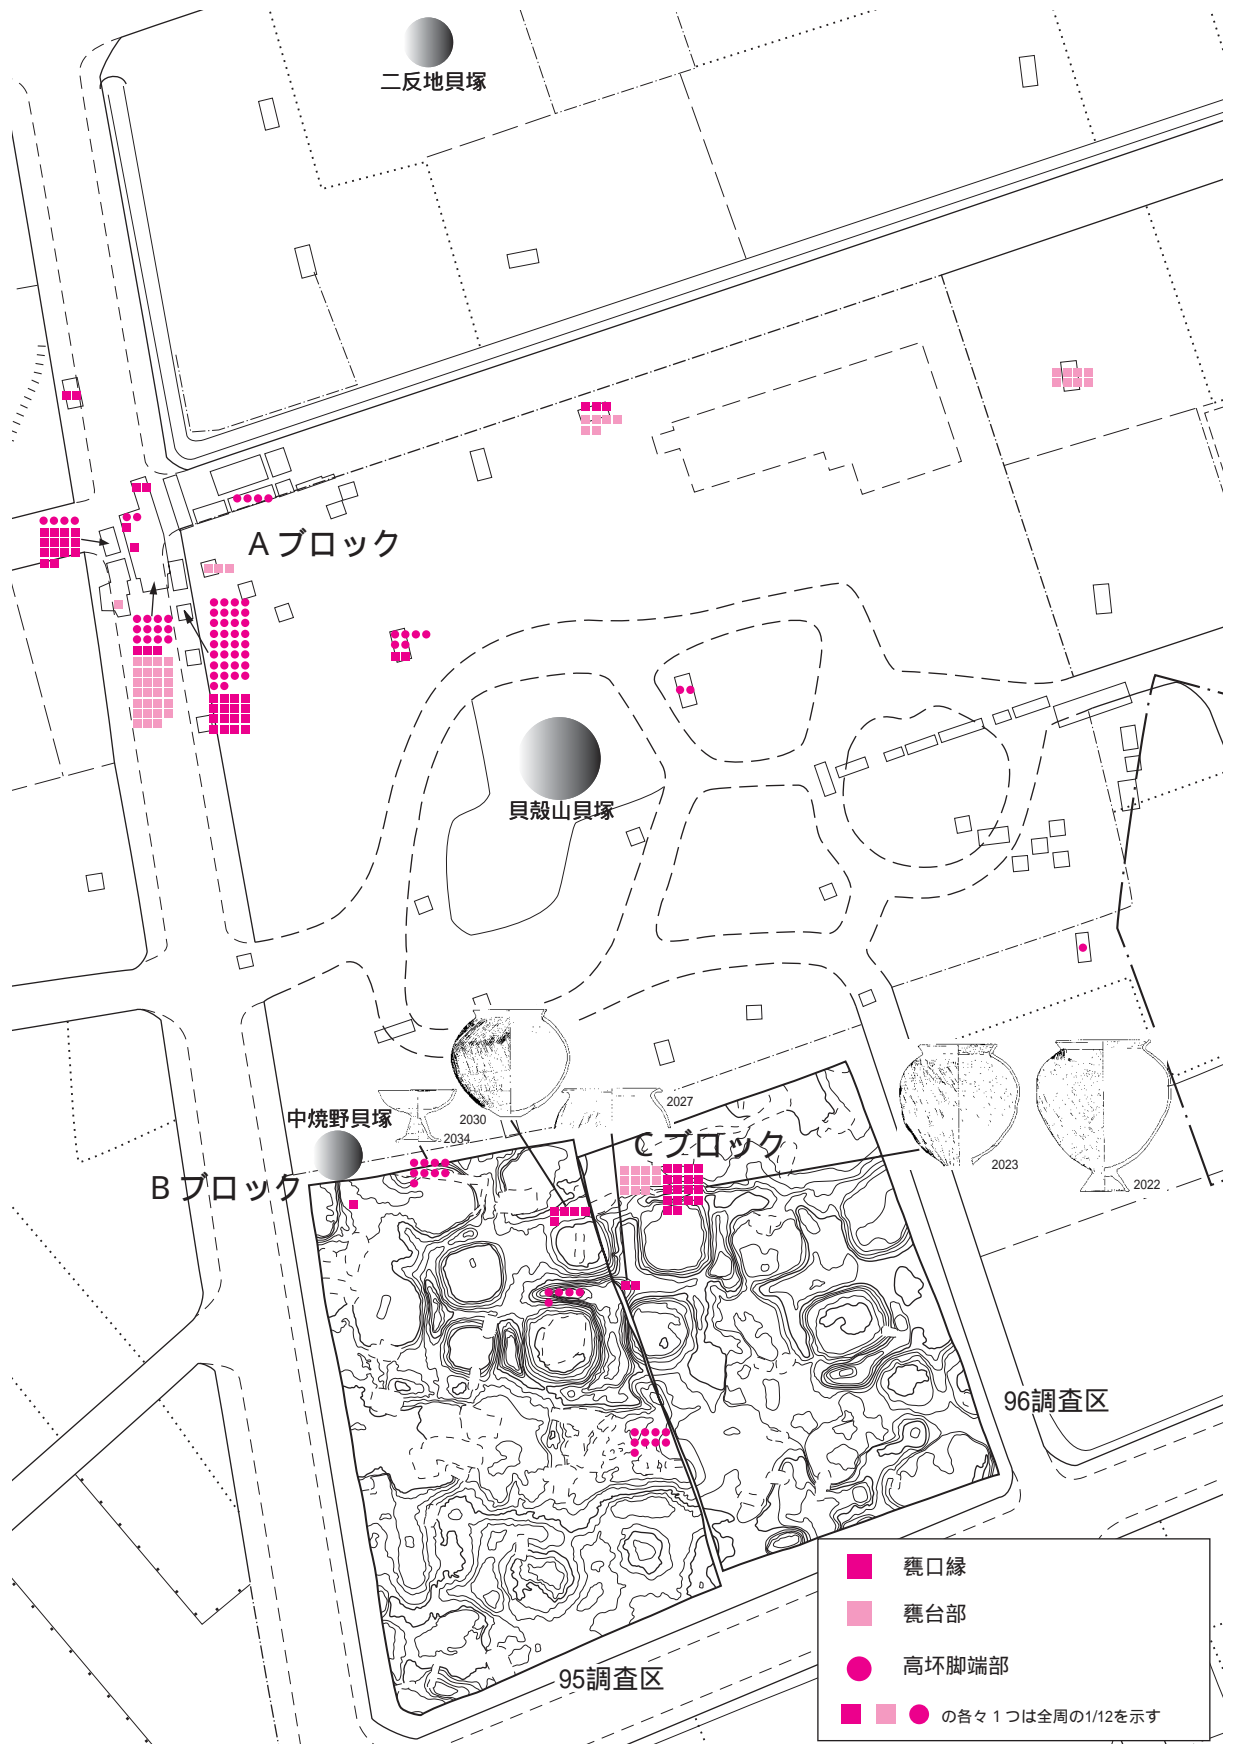 二反地貝塚
Aブロック
貝殻山貝塚
中焼野貝塚
2030
2034
2027
Cブロック
2023
2022
Bブロック
96調査区
95調査区
甕口縁
甕台部
高坏脚端部
の各々1つは全周の1/12を示す